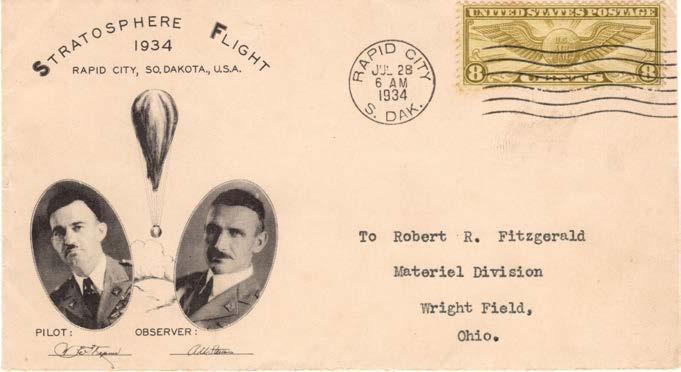 STRATOSPHERE FLIGHT
1934
RAPID CITY, SO. DAKOTA., U.S.A.
RAPID CITY
JUL 28
6 AM
1934
S. DAK.
UNITED STATES POSTAGE
8 CENTS 8
To Robert R. Fitzgerald
Materiel Division
Wright Field,
Ohio.
PILOT:
OBSERVER: